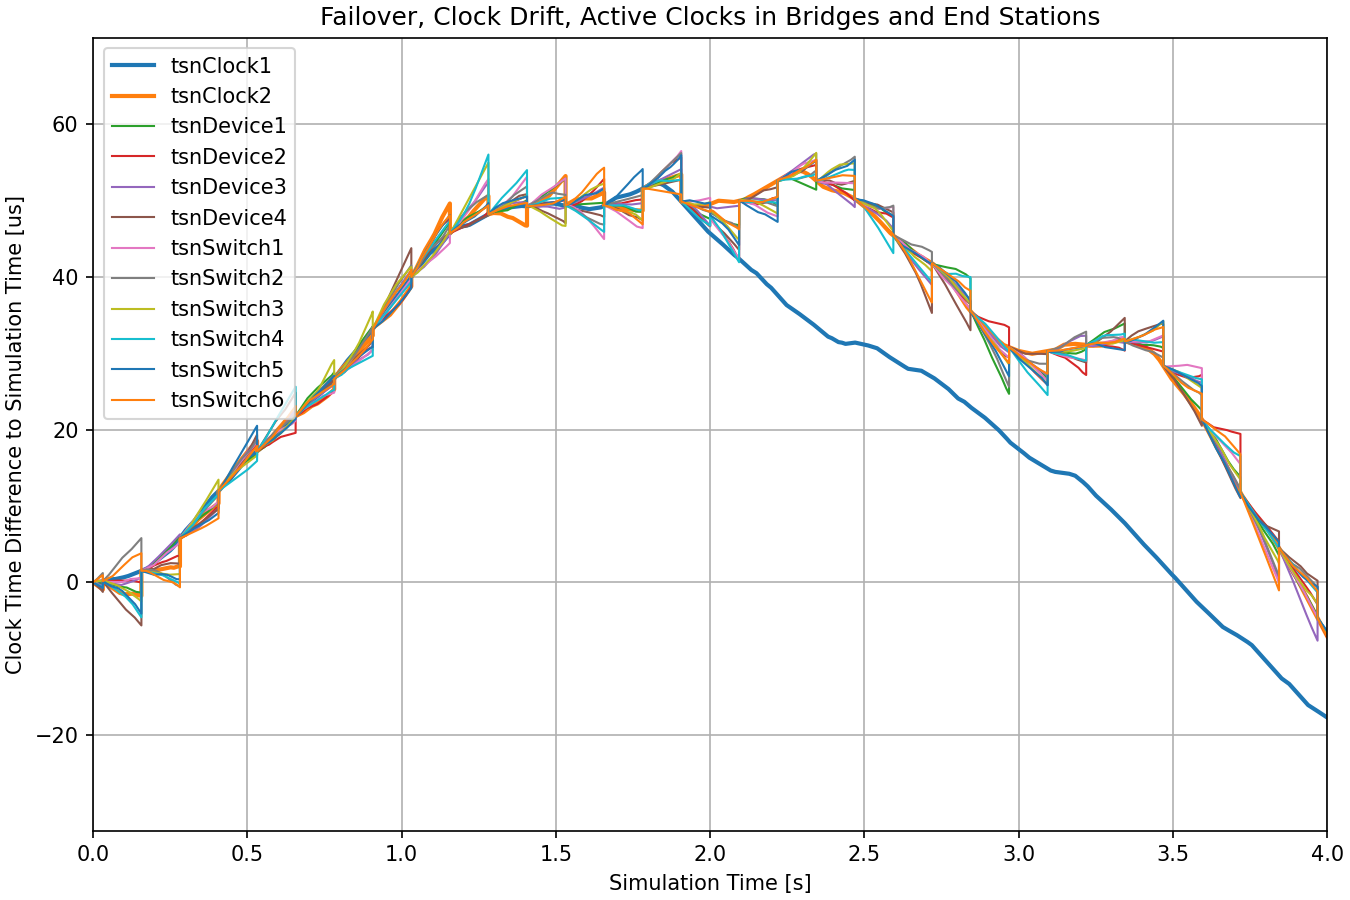 Failover, Clock Drift, Active Clocks in Bridges and End Stations
Clock Time Difference to Simulation Time [us]
60
40
20
0
−20
tsnClock1
tsnClock2
tsnDevice1
tsnDevice2
tsnDevice3
tsnDevice4
tsnSwitch1
tsnSwitch2
tsnSwitch3
tsnSwitch4
tsnSwitch5
tsnSwitch6
0.0 0.5 1.0 1.5 2.0 2.5 3.0 3.5 4.0
Simulation Time [s]